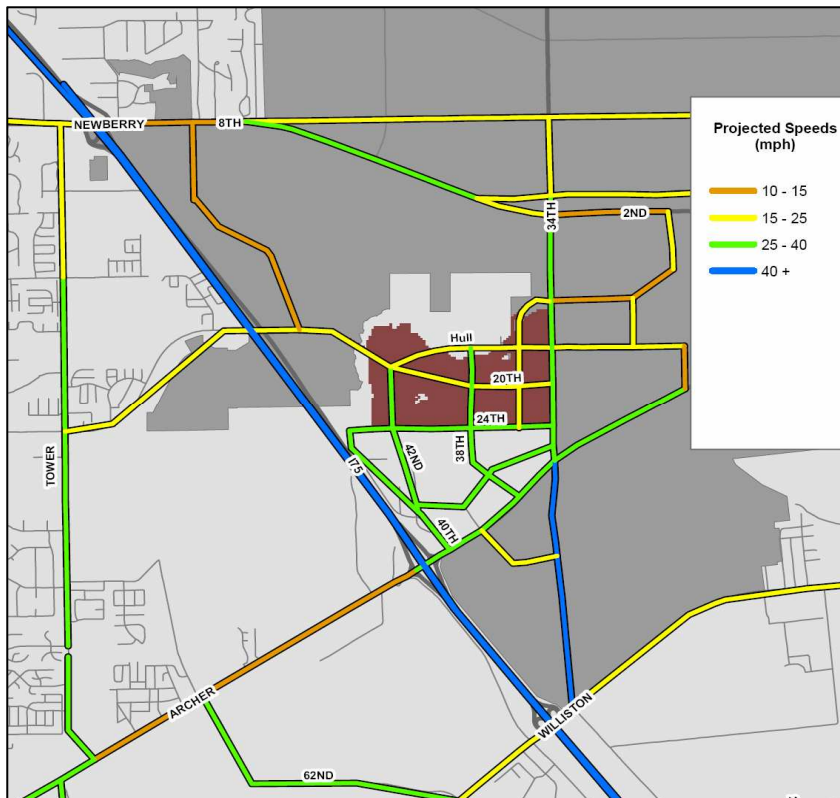 NEWBERRY
8TH
Projected Speeds
(mph)
10 - 15
15 - 25
25 - 40
40 +
34TH
2ND
Hull
20TH
24TH
42ND
38TH
TOWER
I75
40TH
ARCHER
WILLISTON
62ND